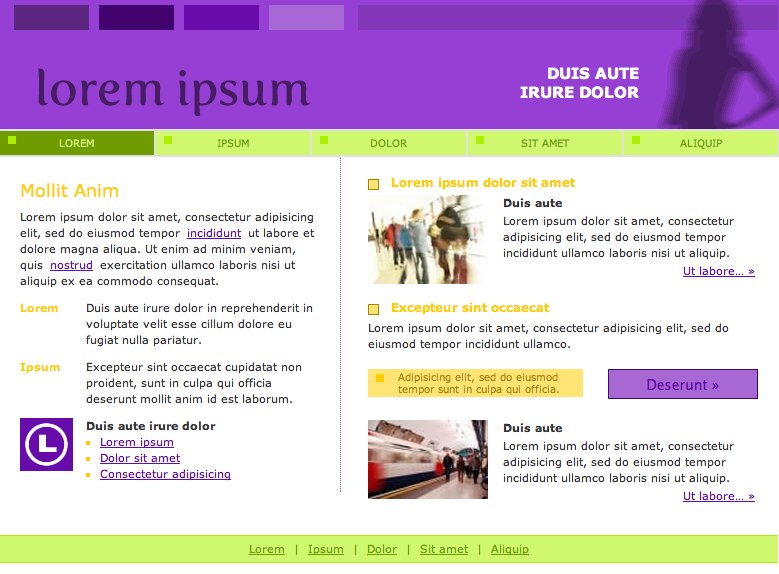 lorem ipsum
DUIS AUTE
IRURE DOLOR
LOREM
IPSUM
DOLOR
SIT AMET
ALIQUIP
Mollit Anim
Lorem ipsum dolor sit amet, consectetur adipisicing
elit, sed do eiusmod tempor incididunt ut labore et
dolore magna aliqua. Ut enim ad minim veniam,
quis nostrud exercitation ullamco laboris nisi ut
aliquip ex ea commodo consequat.
Lorem
Duis aute irure dolor in reprehenderit in
voluptate velit esse cillum dolore eu
fugiat nulla pariatur.
Ipsum
Excepteur sint occaecat cupidatat non
proident, sunt in culpa qui officia
deserunt mollit anim id est laborum.
L
Duis aute irure dolor
Lorem ipsum
Dolor sit amet
Consectetur adipisicing
Lorem ipsum dolor sit amet
Duis aute
Lorem ipsum dolor sit amet, consectetur
adipisicing elit, sed do eiusmod tempor
incididunt ut labore et dolore magna
Ut labore... »
Excepteur sint occaecat
Lorem ipsum dolor sit amet, consectetur adipisicing elit, sed do
eiusmod tempor incididunt ullamco.
Adipisicing elit, sed do eiusmod
tempor sunt in culpa qui officia.
Deserunt »
Duis aute
Lorem ipsum dolor sit amet, consectetur
adipisicing elit, sed do eiusmod tempor
incididunt ullamco laboris nisi ut
Ut labore... »
Lorem | Ipsum | Dolor | Sit amet | Aliquip